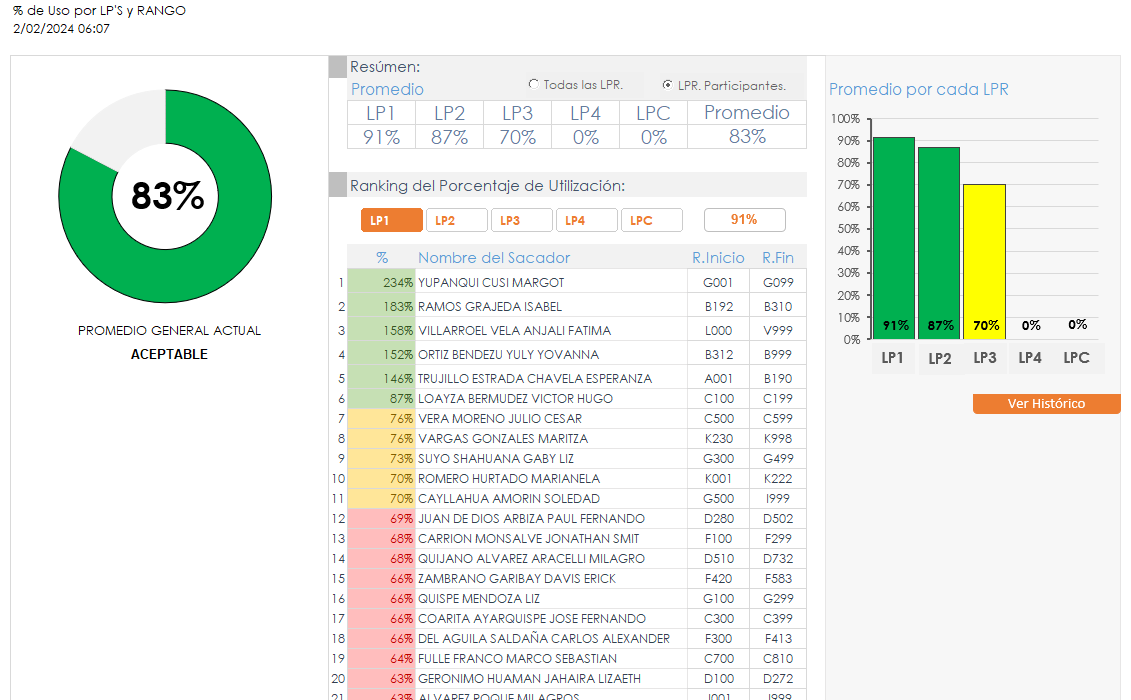 % de Uso por LP'S y RANGO
2/02/2024 06:07
83%
PROMEDIO GENERAL ACTUAL
ACEPTABLE
Resúmen:
Promedio
Todas las LPR.
LPR. Participantes.
LP1 LP2 LP3 LP4 LPC Promedio
91% 87% 70% 0% 0% 83%
Ranking del Porcentaje de Utilización:
LP1 LP2 LP3 LP4 LPC 91%
% Nombre del Sacador R.Inicio R.Fin
1 234% YUPANQUI CUSI MARGOT G001 G099
2 183% RAMOS GRAJEDA ISABEL B192 B310
3 158% VILLARROEL VELA ANJALI FATIMA L000 V999
4 152% ORTIZ BENDEZU YULY YOVANNA B312 B999
5 146% TRUJILLO ESTRADA CHAVELA ESPERANZA A001 B190
6 87% LOAYZA BERMUDEZ VICTOR HUGO C100 C199
7 76% VERA MORENO JULIO CESAR C500 C599
8 76% VARGAS GONZALES MARITZA K230 K998
9 73% SUYO SHAHUANA GABY LIZ G300 G499
10 70% ROMERO HURTADO MARIANELA K001 K222
11 70% CAYLLAHUA AMORIN SOLEDAD G500 I999
12 69% JUAN DE DIOS ARBIZA PAUL FERNANDO D280 D502
13 68% CARRION MONSALVE JONATHAN SMIT F100 F299
14 68% QUIJANO ALVAREZ ARACELLI MILAGRO D510 D732
15 66% ZAMBRANO GARIBAY DAVIS ERICK F420 F583
16 66% QUISPE MENDOZA LIZ G100 G299
17 66% COARITA AYARQUISPE JOSE FERNANDO C300 C399
18 66% DEL AGUILA SALDAÑA CARLOS ALEXANDER F300 F413
19 64% FULLE FRANCO MARCO SEBASTIAN C700 C810
20 63% GERONIMO HUAMAN JAHAIRA LIZAETH D100 D272
21 63% ALVAREZ ROQUE MILAGROS J001 J999
Promedio por cada LPR
100%
90%
80%
70%
60%
50%
40%
30%
20%
10%
0%
91% 87% 70% 0% 0%
LP1 LP2 LP3 LP4 LPC
Ver Histórico